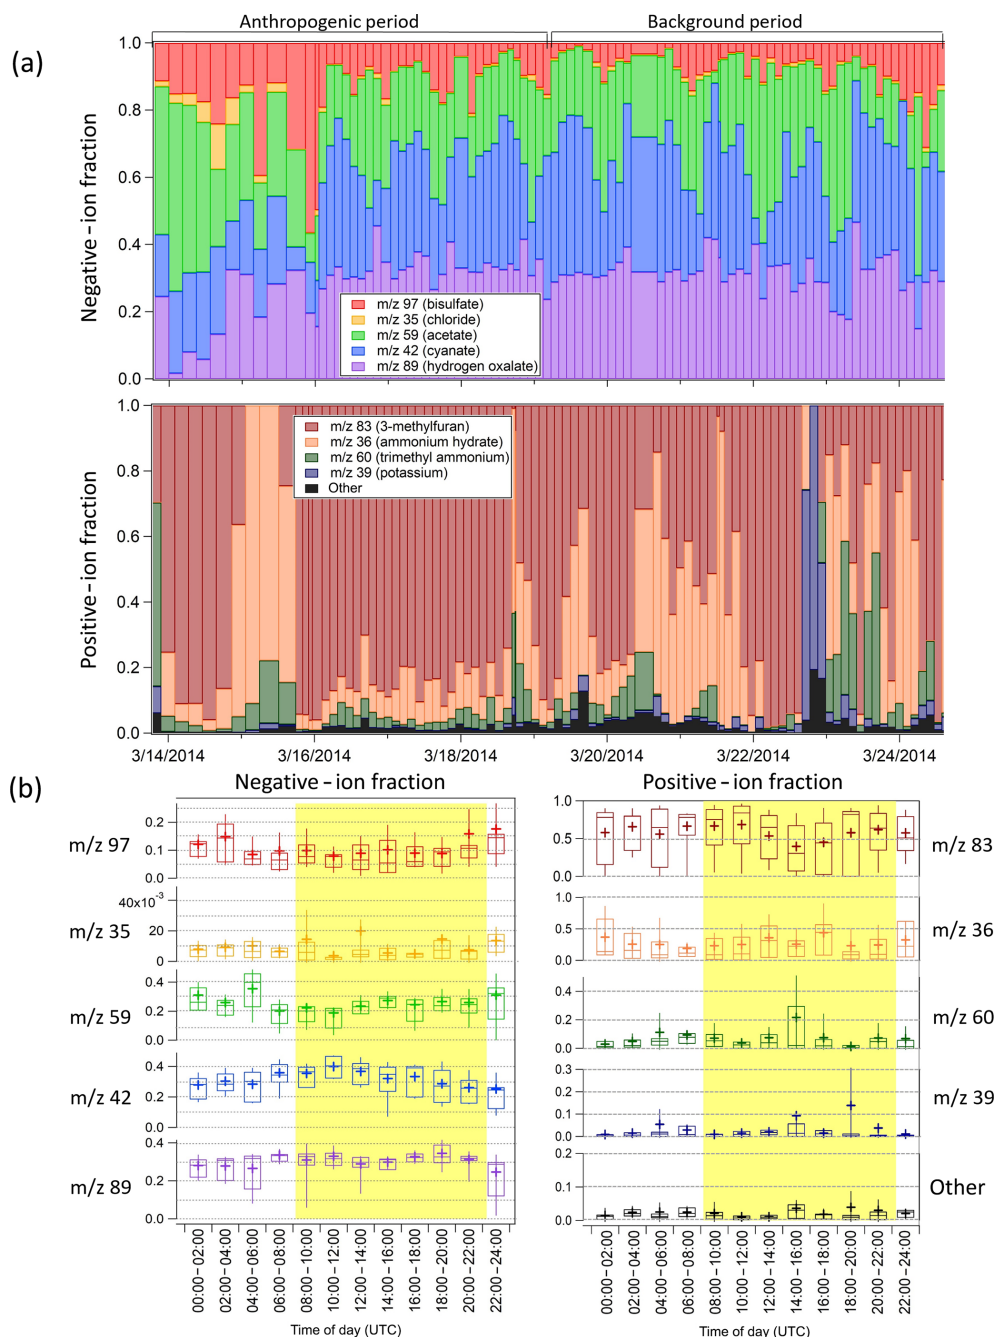 Anthropogenic period
Background period
(a)
Negative-ion fraction
1.0
0.8
0.6
0.4
0.2
0.0
m/z 97 (bisulfate)
m/z 35 (chloride)
m/z 59 (acetate)
m/z 42 (cyanate)
m/z 89 (hydrogen oxalate)
Positive-ion fraction
1.0
0.8
0.6
0.4
0.2
0.0
m/z 83 (3-methylfuran)
m/z 36 (ammonium hydrate)
m/z 60 (trimethyl ammonium)
m/z 39 (potassium)
Other
3/14/2014
3/16/2014
3/18/2014
3/20/2014
3/22/2014
3/24/2014
(b)
Negative-ion fraction
m/z 97
0.2
0.1
0.0
m/z 35
40x10-3
20
0
m/z 59
0.4
0.2
0.0
m/z 42
0.4
0.2
0.0
m/z 89
0.4
0.2
0.0
00:00-02:00
02:00-04:00
04:00-06:00
06:00-08:00
08:00-10:00
10:00-12:00
12:00-14:00
14:00-16:00
16:00-18:00
18:00-20:00
20:00-22:00
22:00-24:00
Time of day (UTC)
Positive-ion fraction
1.0
0.5
0.0
m/z 83
1.0
0.5
0.0
m/z 36
0.4
0.2
0.0
m/z 60
0.3
0.2
0.1
0.0
m/z 39
0.2
0.1
0.0
Other
00:00-02:00
02:00-04:00
04:00-06:00
06:00-08:00
08:00-10:00
10:00-12:00
12:00-14:00
14:00-16:00
16:00-18:00
18:00-20:00
20:00-22:00
22:00-24:00
Time of day (UTC)